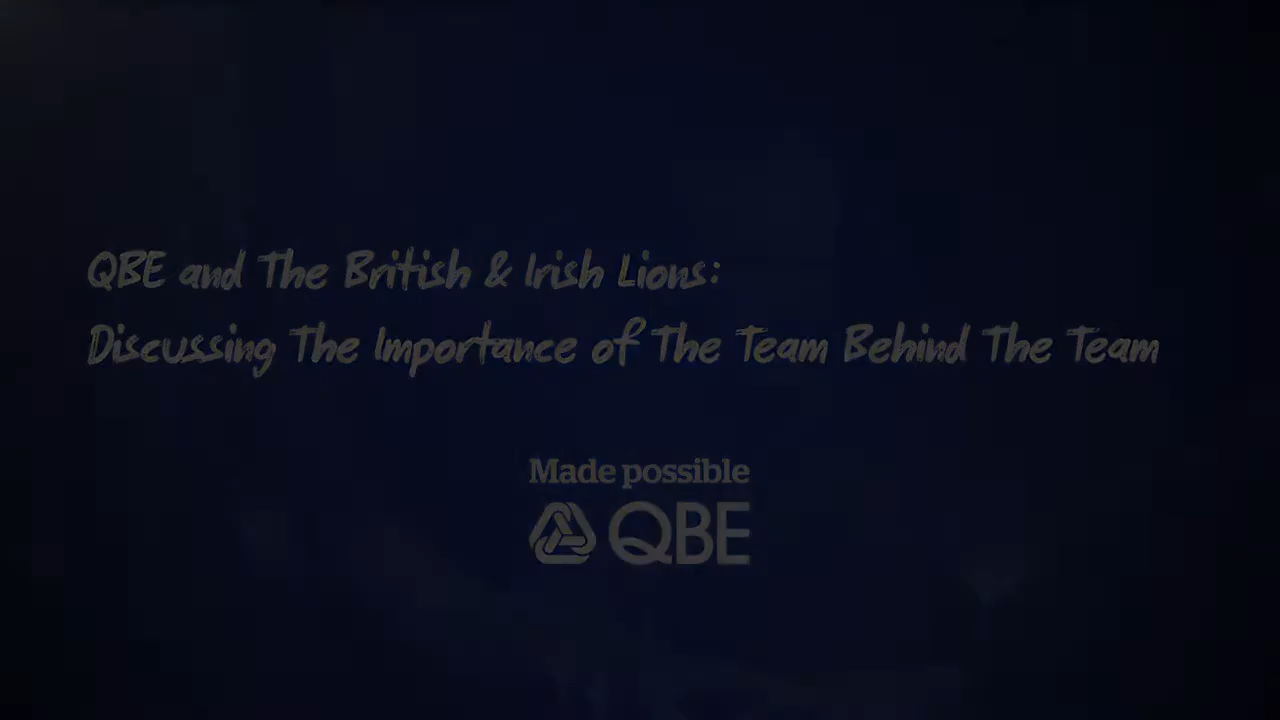 QBE and The British & Irish Lions:
Discussing The Importance of The Team Behind The Team
Made possible
QBE